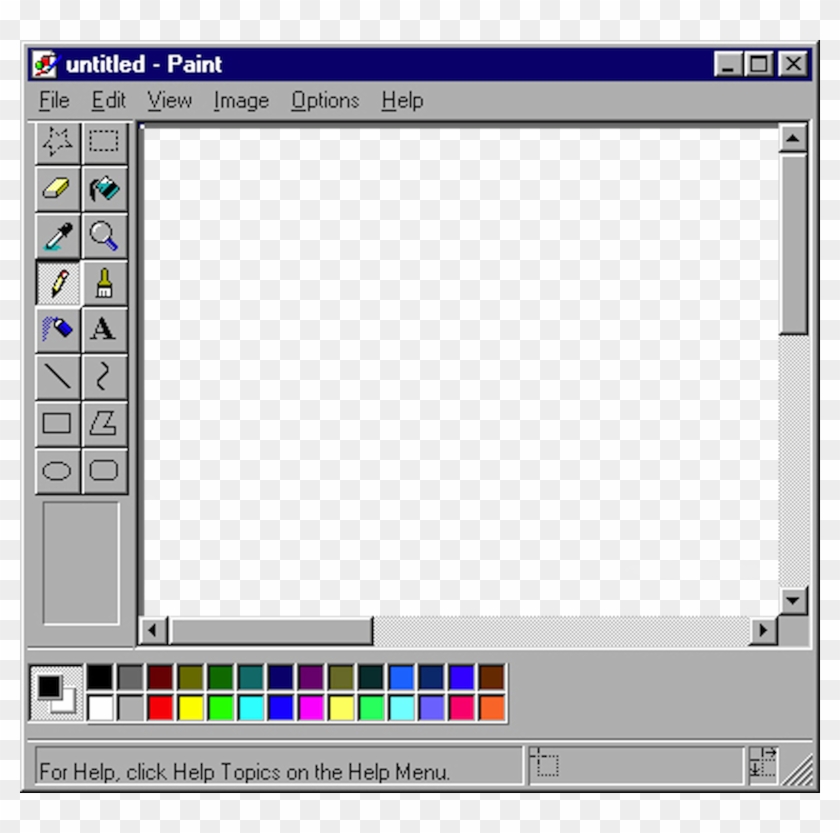 untitled - Paint
File Edit View Image Options Help
A
For Help, click Help Topics on the Help Menu.